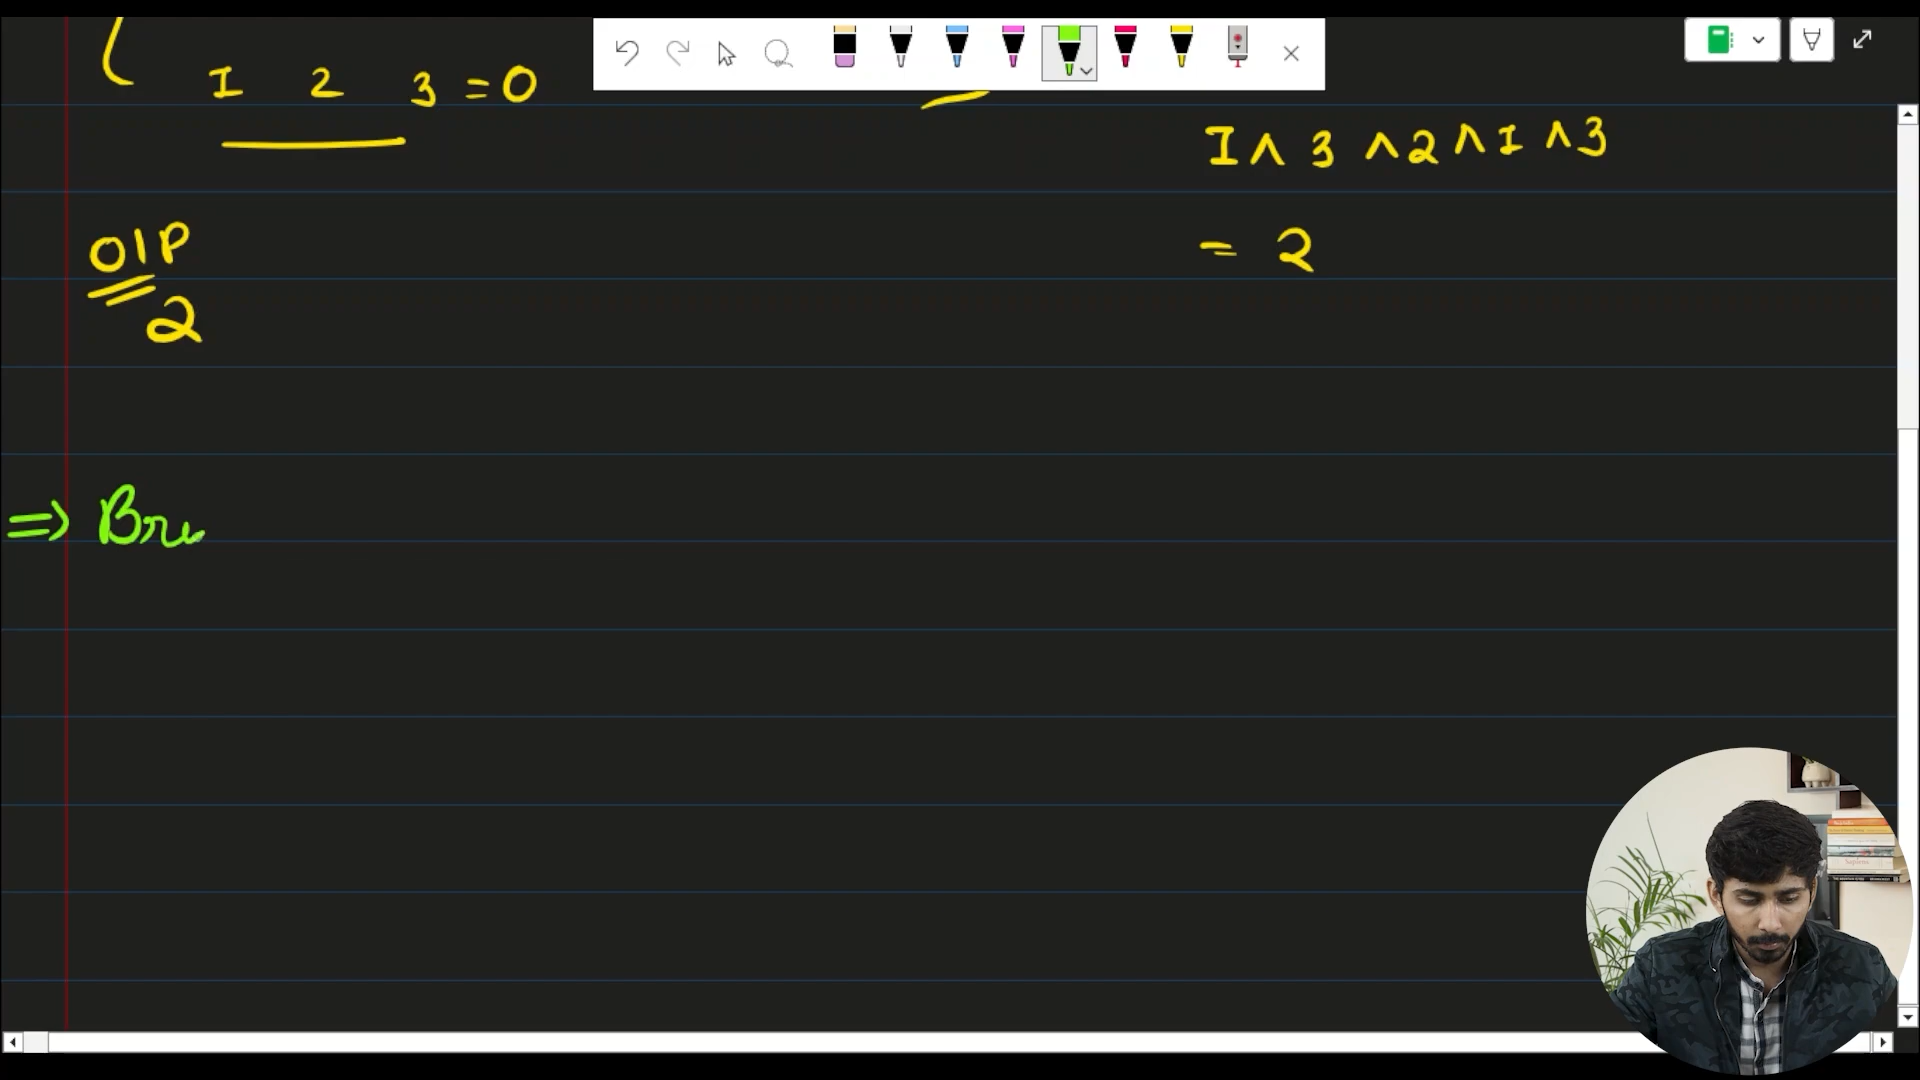 1 2 3 = 0
1 ^ 3 ^ 2 ^ 1 ^ 3
O/P
= 2
2
=> Bru